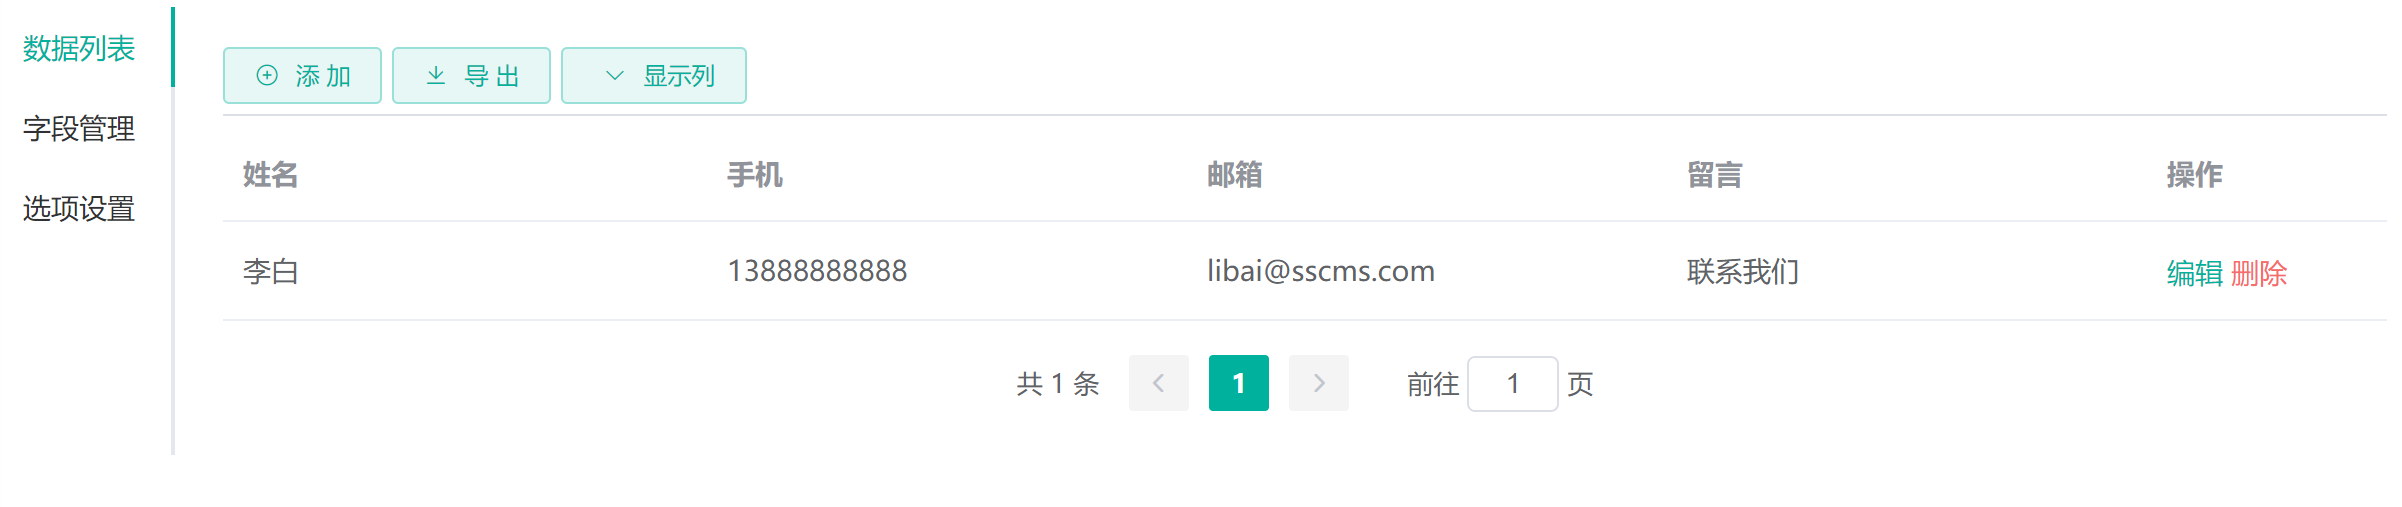 数据列表
字段管理
选项设置
添 加 导 出 显示列
姓名 手机 邮箱 留言 操作
李白 13888888888 libai@sscms.com 联系我们 编辑 删除
共 1 条 1 前往 1 页